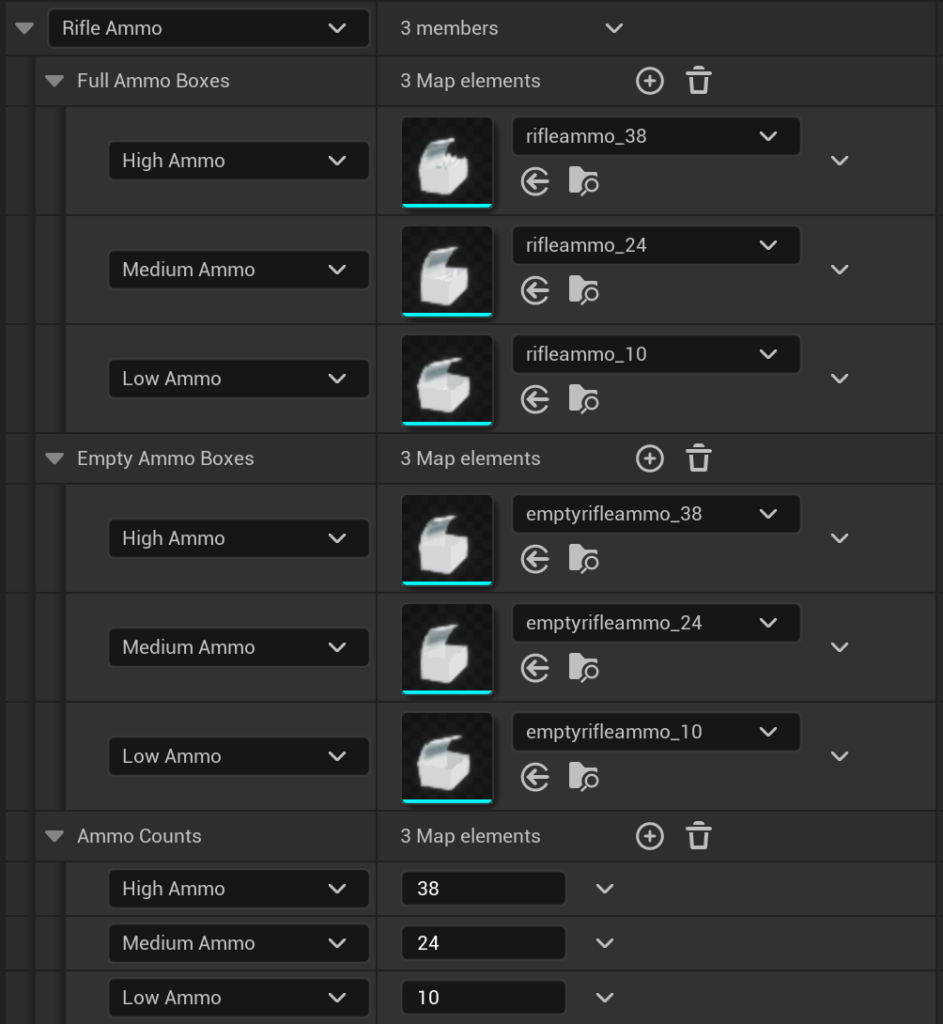 Rifle Ammo 3 members
Full Ammo Boxes 3 Map elements
High Ammo rifleammo_38
Medium Ammo rifleammo_24
Low Ammo rifleammo_10
Empty Ammo Boxes 3 Map elements
High Ammo emptyrifleammo_38
Medium Ammo emptyrifleammo_24
Low Ammo emptyrifleammo_10
Ammo Counts 3 Map elements
High Ammo 38
Medium Ammo 24
Low Ammo 10